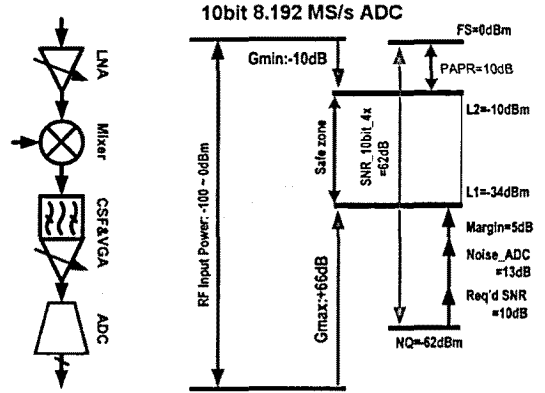 10bit 8.192 MS/s ADC
LNA
Mixer
CSF&VGA
ADC
RF Input Power: -100 ~ 0dBm
Gmin:-10dB
Gmax:+66dB
Safe zone
SNR_10bit_4x
=62dB
FS=0dBm
PAPR=10dB
L2=-10dBm
L1=-34dBm
Margin=5dB
Noise_ADC
=13dB
Req'd SNR
=10dB
NQ=-62dBm